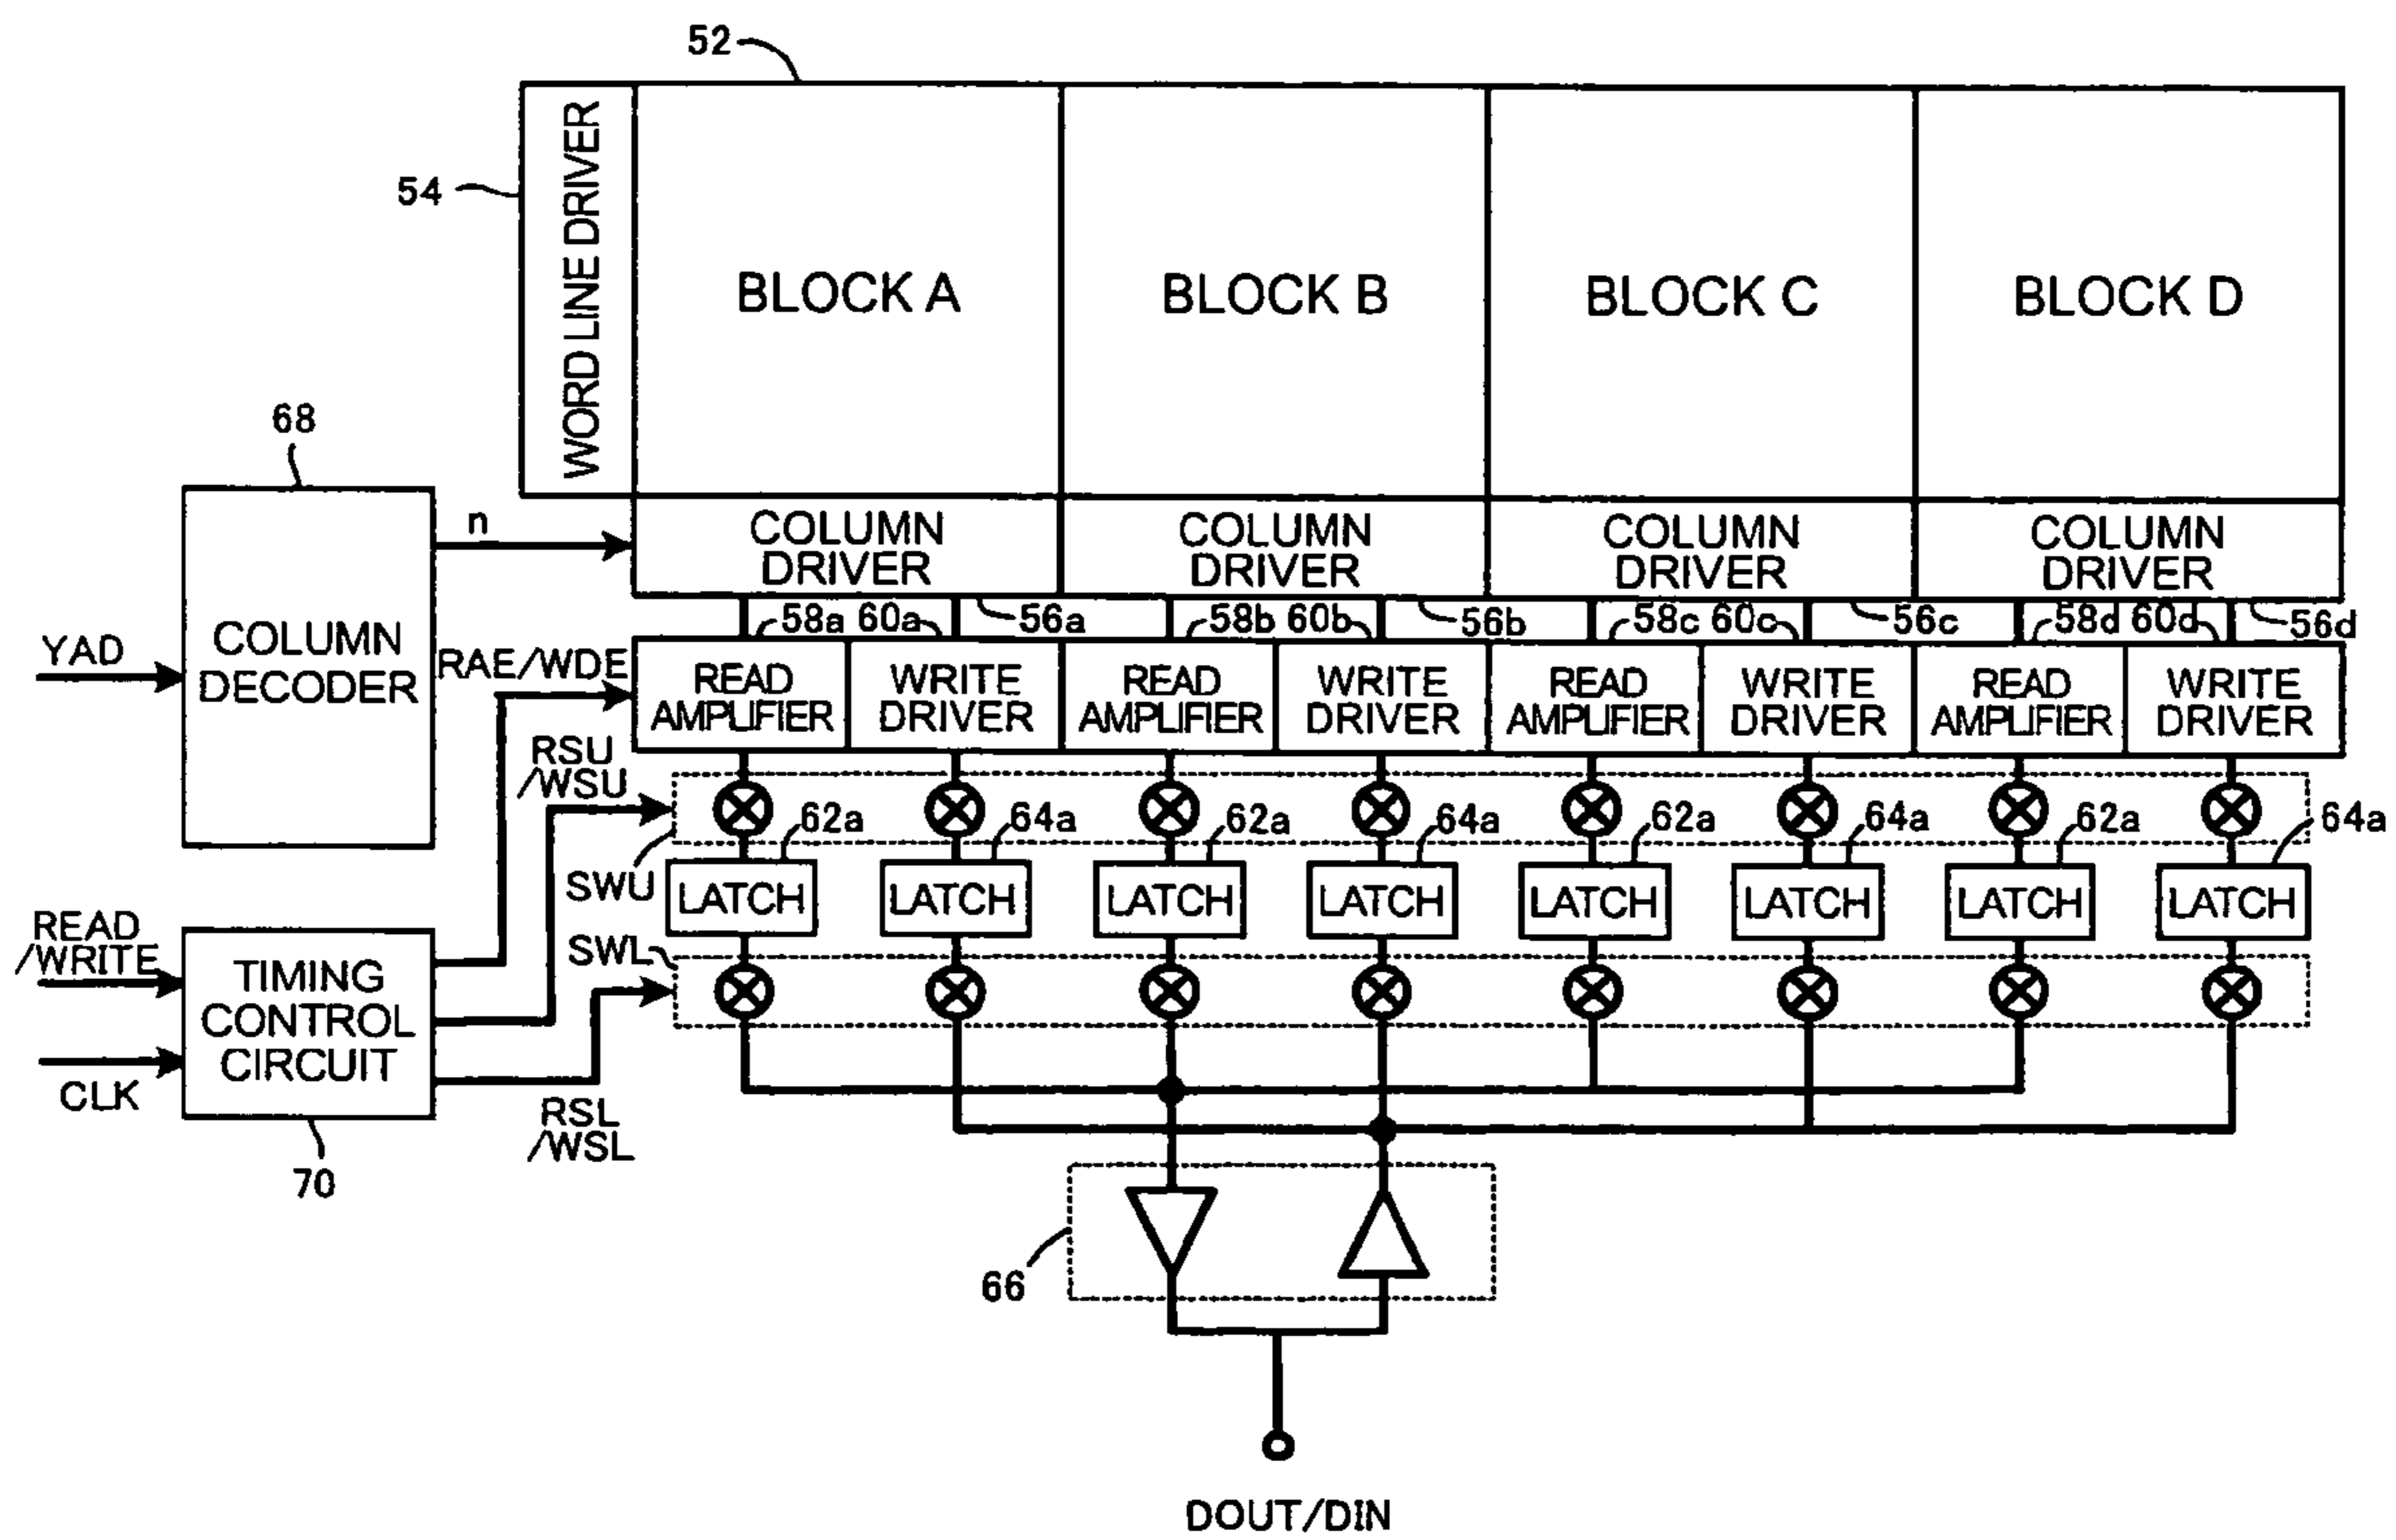 52
54
WORD LINE DRIVER
BLOCK A
BLOCK B
BLOCK C
BLOCK D
68
n
COLUMN
DRIVER
COLUMN
DRIVER
COLUMN
DRIVER
COLUMN
DRIVER
58a 60a
56a
58b 60b
56b
58c 60c
56c
58d 60d
56d
YAD
COLUMN
DECODER
RAE/WDE
READ
AMPLIFIER
WRITE
DRIVER
READ
AMPLIFIER
WRITE
DRIVER
READ
AMPLIFIER
WRITE
DRIVER
READ
AMPLIFIER
WRITE
DRIVER
RSU
/WSU
SWU
62a
64a
62a
64a
62a
64a
62a
64a
LATCH
LATCH
LATCH
LATCH
LATCH
LATCH
LATCH
LATCH
SWL
READ
/WRITE
CLK
TIMING
CONTROL
CIRCUIT
70
RSL
/WSL
66
DOUT/DIN